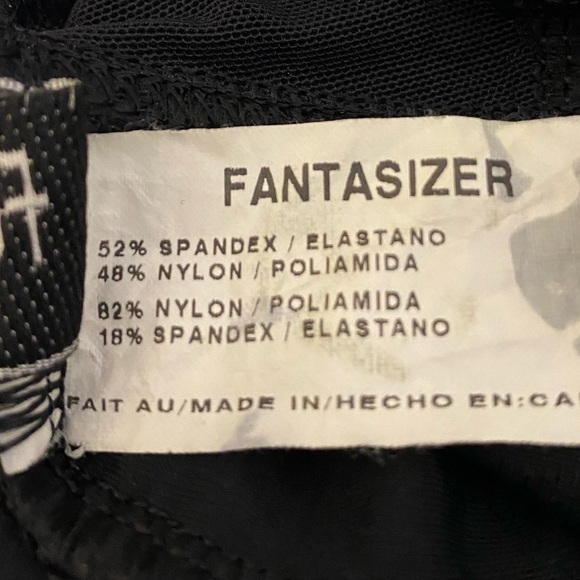 FANTASIZER
52% SPANDEX / ELASTANO
48% NYLON / POLIAMIDA
82% NYLON / POLIAMIDA
18% SPANDEX / ELASTANO
FAIT AU/MADE IN/HECHO EN:CA